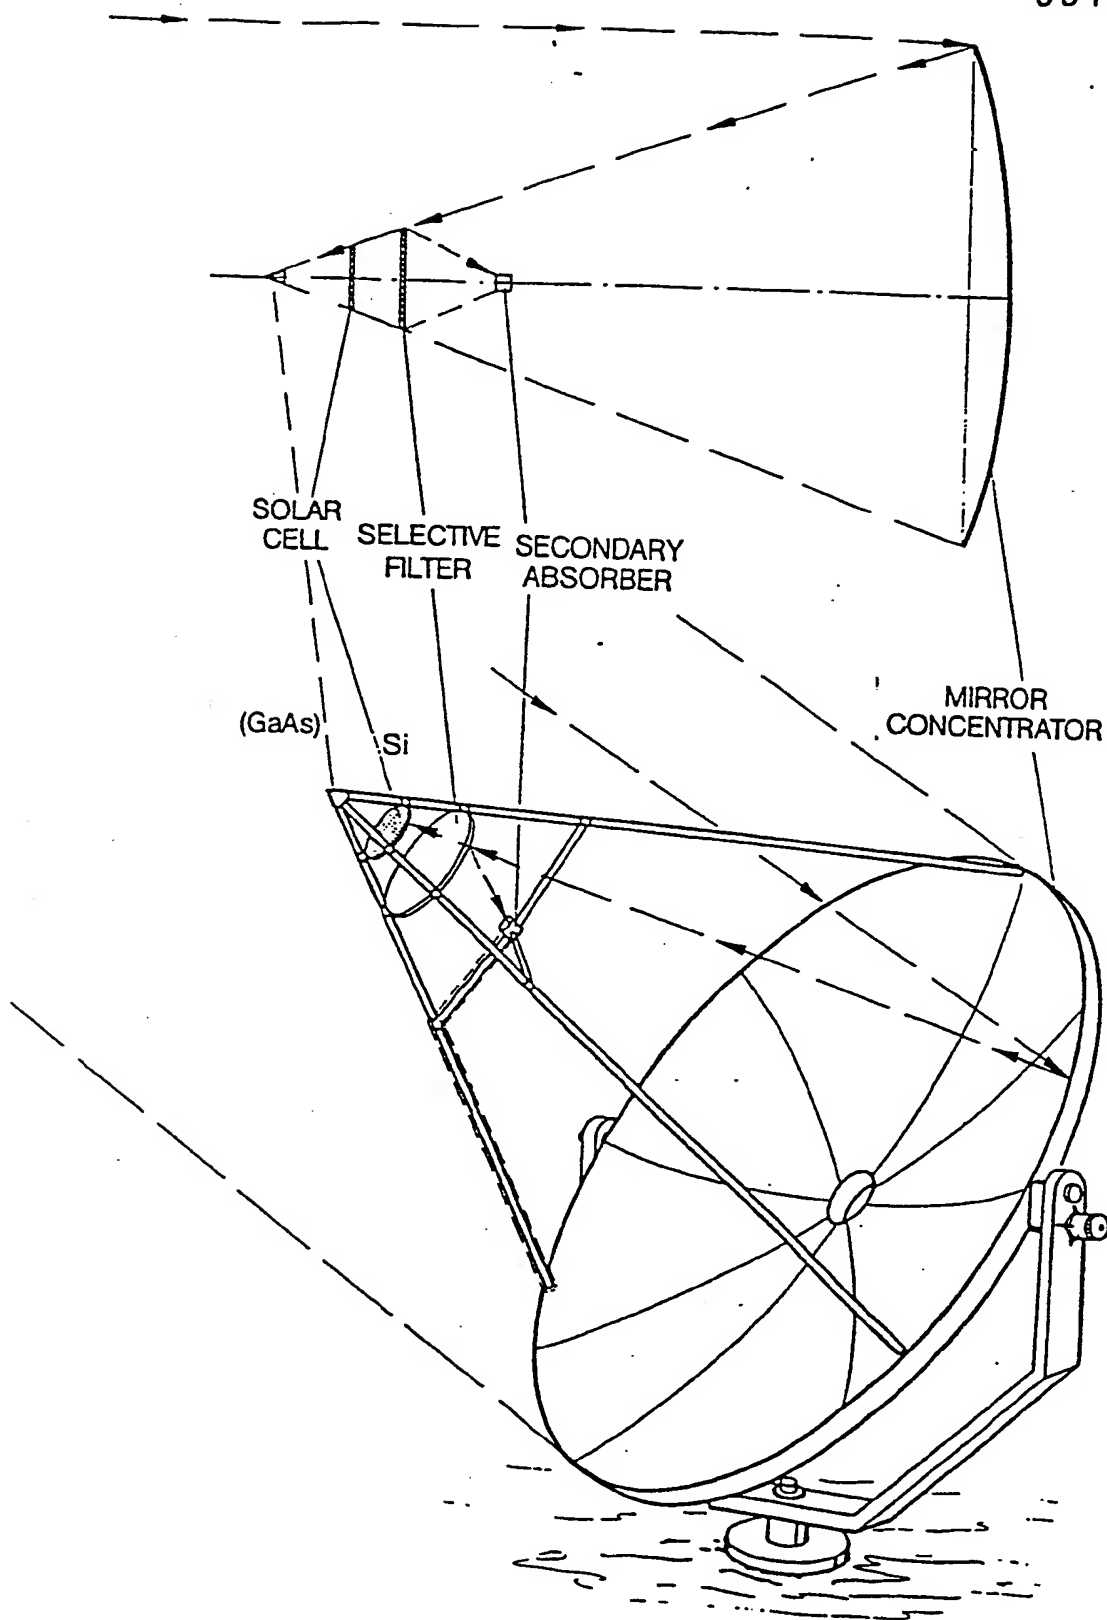 SOLAR
CELL
SELECTIVE
FILTER
SECONDARY
ABSORBER
MIRROR
CONCENTRATOR
(GaAs)
Si